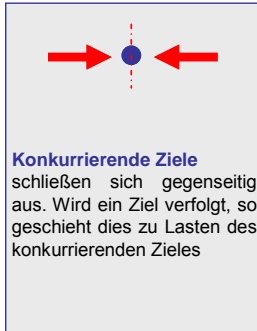 Konkurrierende Ziele
schließen sich gegenseitig
aus. Wird ein Ziel verfolgt, so
geschieht dies zu Lasten des
konkurrierenden Zieles